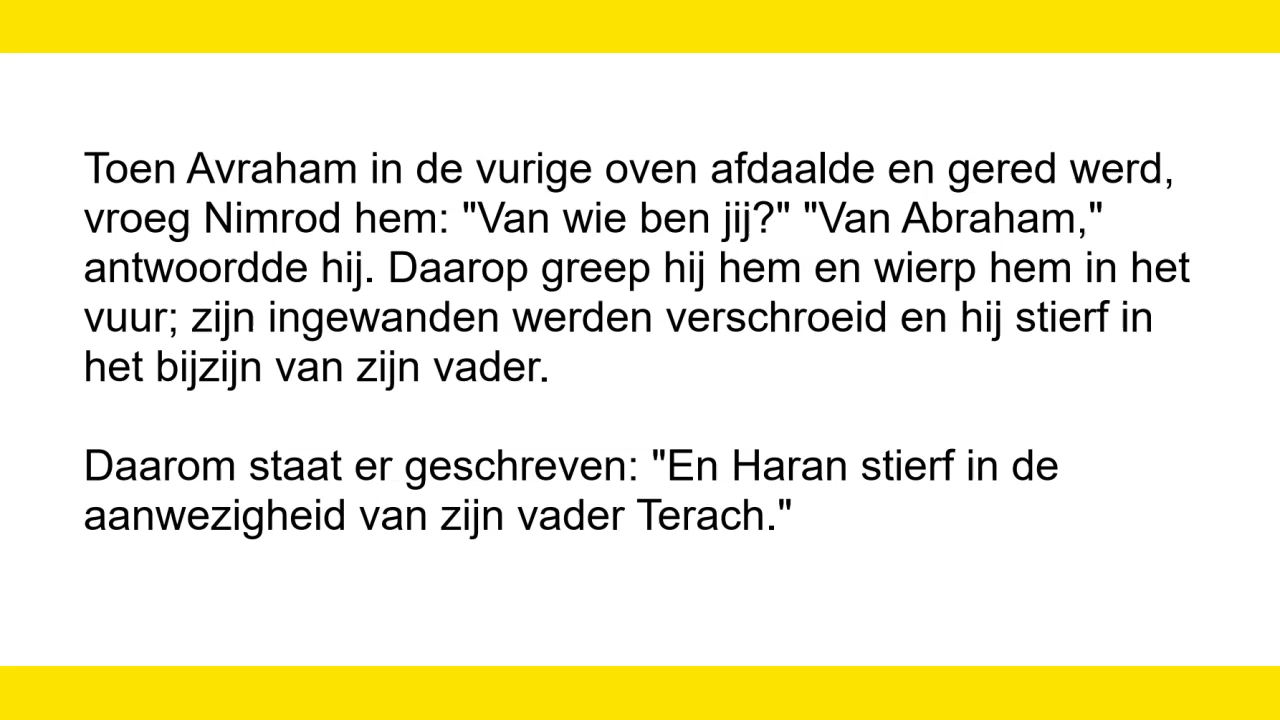 Toen Avraham in de vurige oven afdaalde en gered werd,
vroeg Nimrod hem: "Van wie ben jij?" "Van Abraham,"
antwoordde hij. Daarop greep hij hem en wierp hem in het
vuur; zijn ingewanden werden verschroeid en hij stierf in
het bijzijn van zijn vader.
Daarom staat er geschreven: "En Haran stierf in de
aanwezigheid van zijn vader Terach."